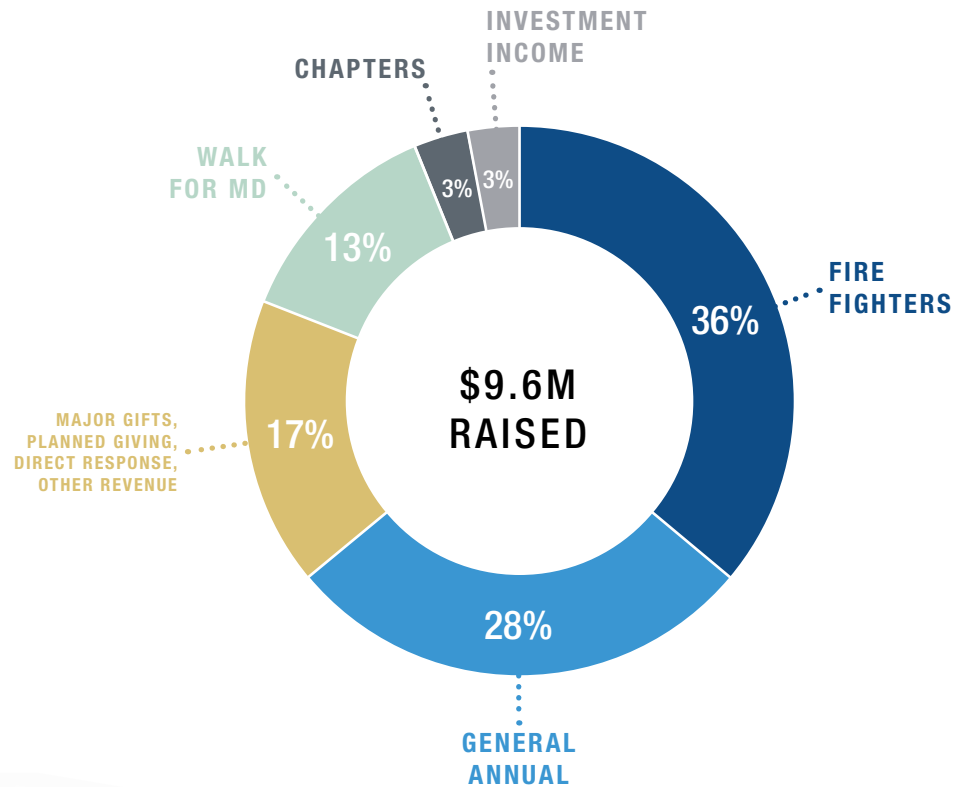 INVESTMENT
INCOME
CHAPTERS
WALK
FOR MD
3%
3%
13%
FIRE
FIGHTERS
36%
$9.6M
RAISED
MAJOR GIFTS,
PLANNED GIVING,
DIRECT RESPONSE,
OTHER REVENUE
17%
28%
GENERAL
ANNUAL